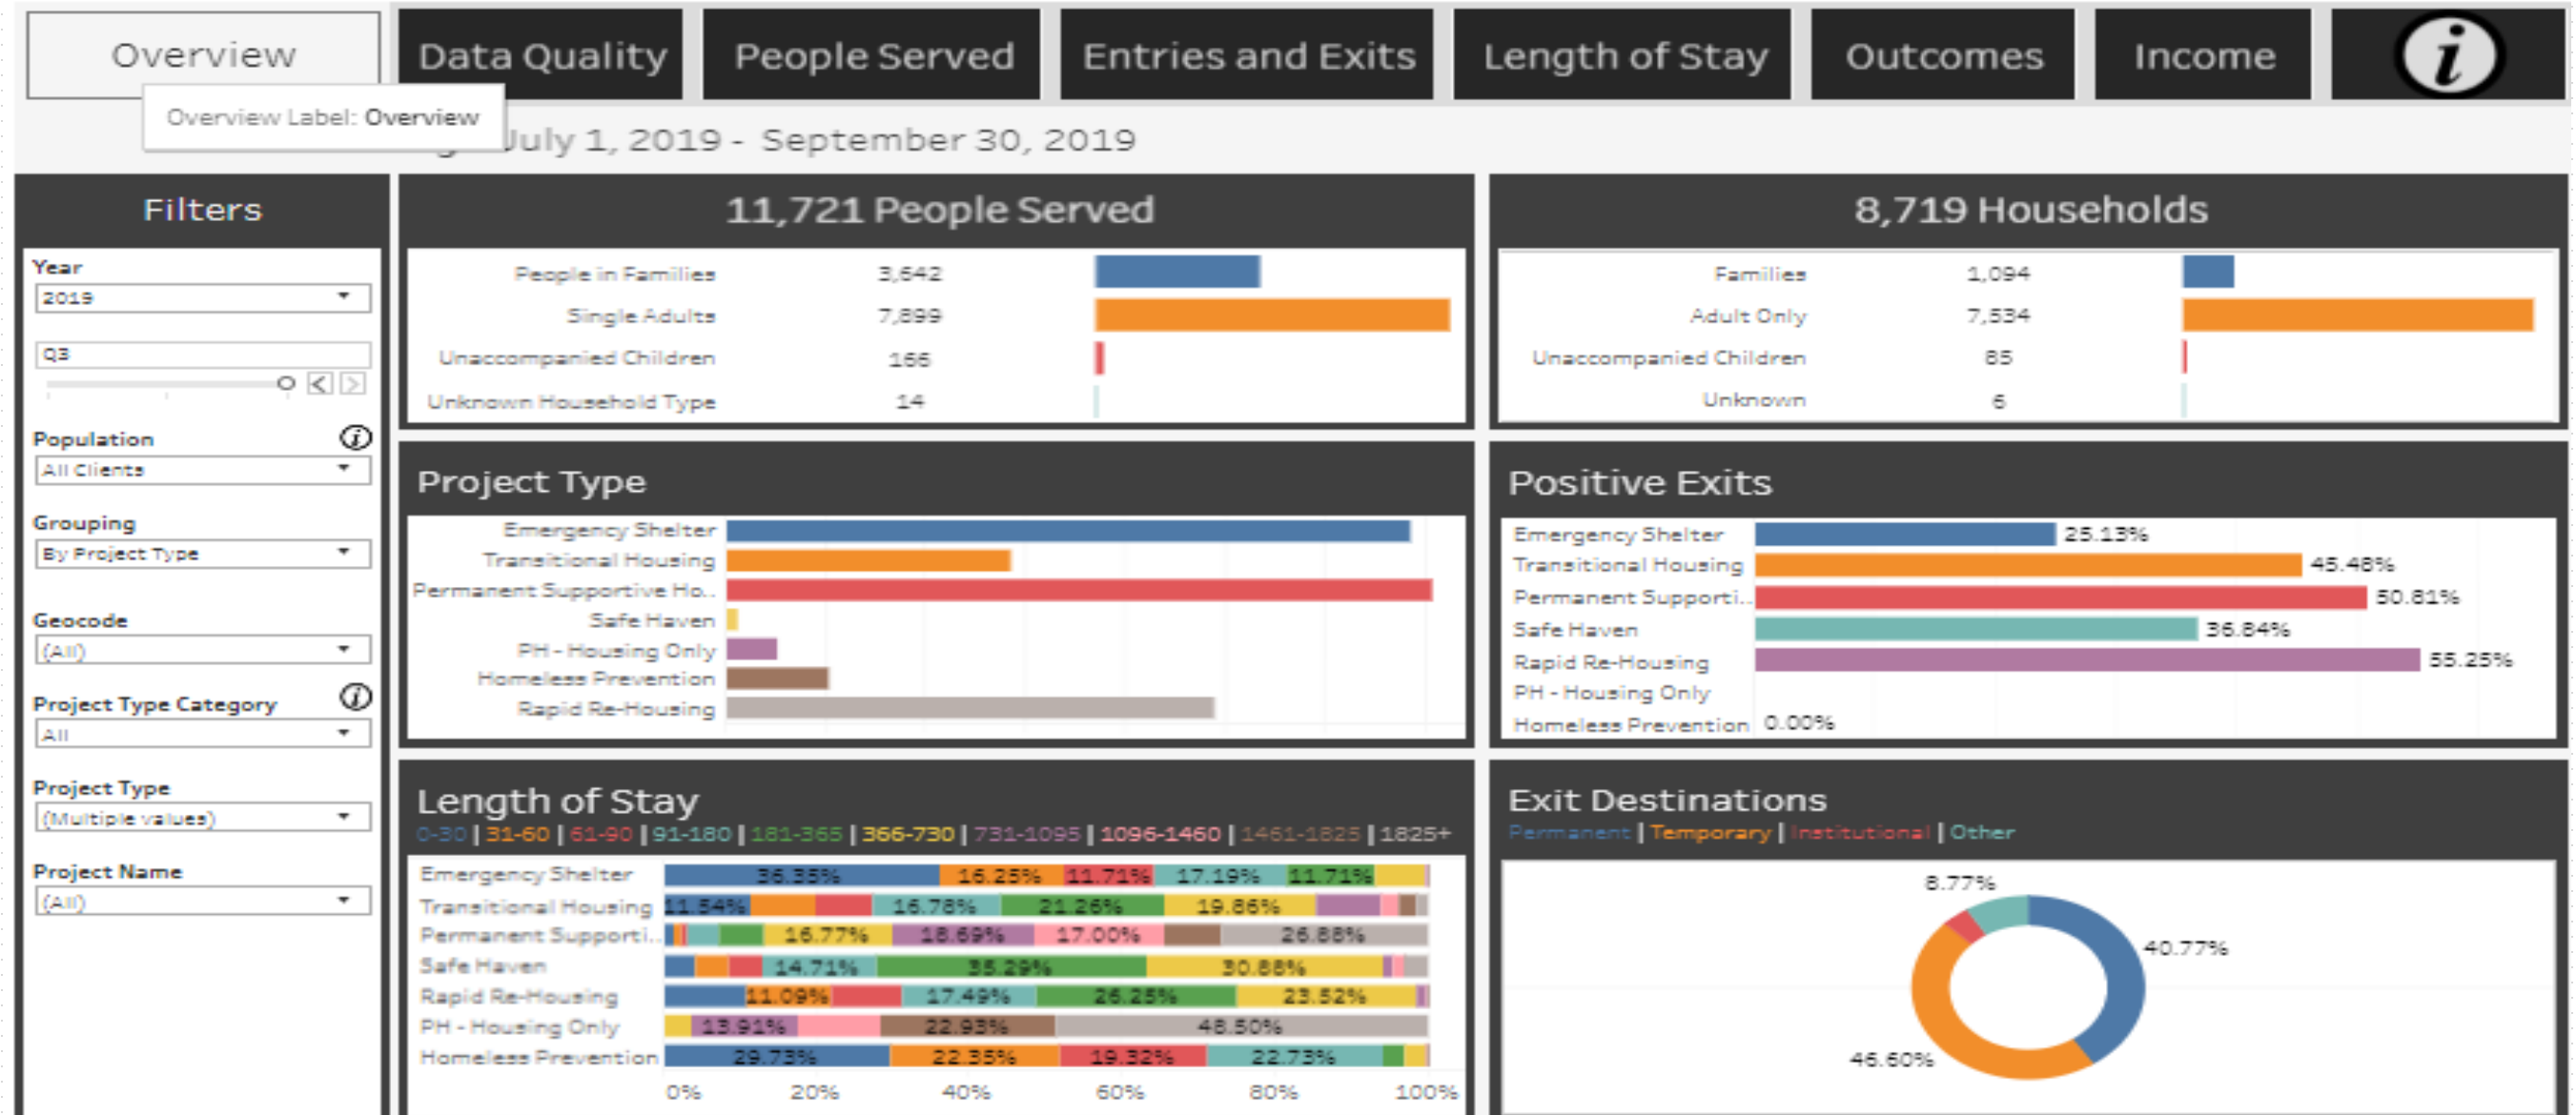 Overview
Data Quality
People Served
Entries and Exits
Length of Stay
Outcomes
Income
i
Overview Label: Overview
July 1, 2019 - September 30, 2019
Filters
Year
2019
Q3
Population i
All Clients
Grouping
By Project Type
Geocode
(All)
Project Type Category i
All
Project Type
(Multiple values)
Project Name
(All)
11,721 People Served
People in Families 3,642
Single Adults 7,899
Unaccompanied Children 166
Unknown Household Type 14
8,719 Households
Families 1,094
Adult Only 7,534
Unaccompanied Children 85
Unknown 6
Project Type
Emergency Shelter
Transitional Housing
Permanent Supportive Ho..
Safe Haven
PH - Housing Only
Homeless Prevention
Rapid Re-Housing
Positive Exits
Emergency Shelter 25.13%
Transitional Housing 45.48%
Permanent Supporti.. 50.81%
Safe Haven 36.84%
Rapid Re-Housing 55.25%
PH - Housing Only
Homeless Prevention 0.00%
Length of Stay
0-30 | 31-60 | 61-90 | 91-180 | 181-365 | 366-730 | 731-1095 | 1096-1460 | 1461-1825 | 1825+
Emergency Shelter 36.35% 16.25% 11.71% 17.19% 11.71%
Transitional Housing 11.54% 16.78% 21.26% 19.86%
Permanent Supporti.. 16.77% 18.69% 17.00% 26.88%
Safe Haven 14.71% 35.29% 30.88%
Rapid Re-Housing 11.09% 17.49% 26.25% 23.52%
PH - Housing Only 13.91% 22.93% 48.50%
Homeless Prevention 29.73% 22.35% 19.32% 22.73%
0% 20% 40% 60% 80% 100%
Exit Destinations
Permanent | Temporary | Institutional | Other
8.77%
40.77%
46.60%